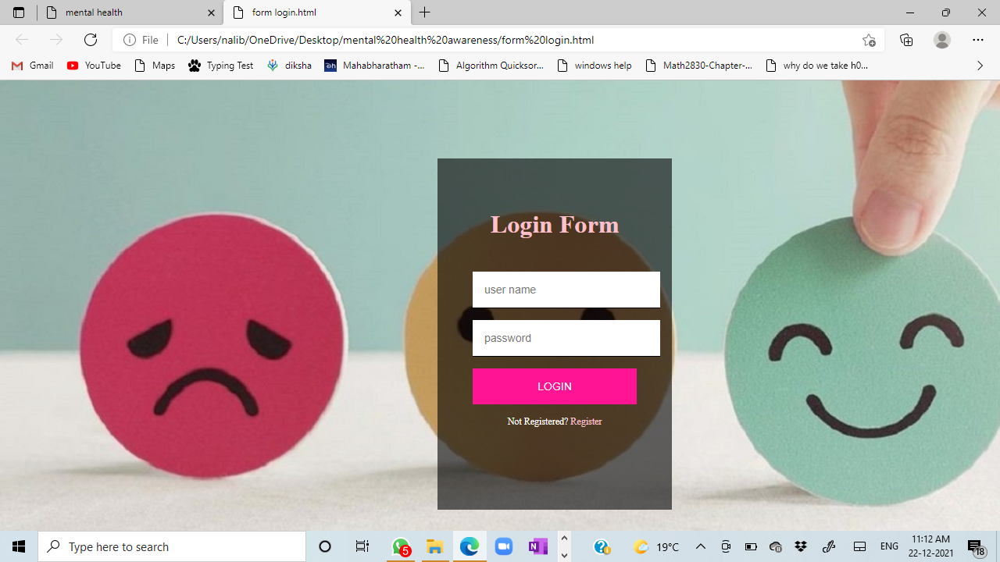 mental health
form login.html
File
C:/Users/nalib/OneDrive/Desktop/mental%20health%20awareness/form%20login.html
Gmail
YouTube
Maps
Typing Test
diksha
Mahabharatham -...
Algorithm Quicksor...
windows help
Math2830-Chapter-...
why do we take h0...
Login Form
user name
password
LOGIN
Not Registered? Register
Type here to search
5
19°C
ENG
11:12 AM
22-12-2021
18